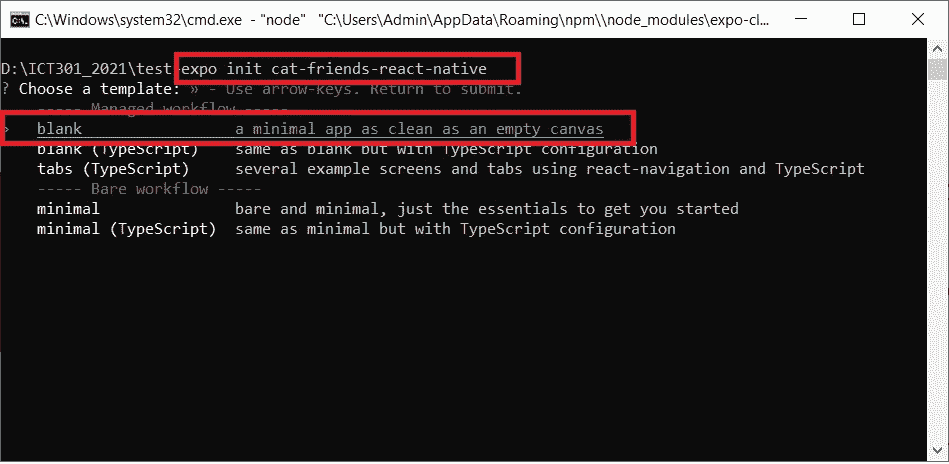 C:\Windows\system32\cmd.exe - "node" "C:\Users\Admin\AppData\Roaming\npm\\node_modules\expo-cl...
D:\ICT301_2021\test>expo init cat-friends-react-native
? Choose a template: » - Use arrow-keys. Return to submit.
----- Managed workflow -----
> blank a minimal app as clean as an empty canvas
blank (TypeScript) same as blank but with TypeScript configuration
tabs (TypeScript) several example screens and tabs using react-navigation and TypeScript
----- Bare workflow -----
minimal bare and minimal, just the essentials to get you started
minimal (TypeScript) same as minimal but with TypeScript configuration